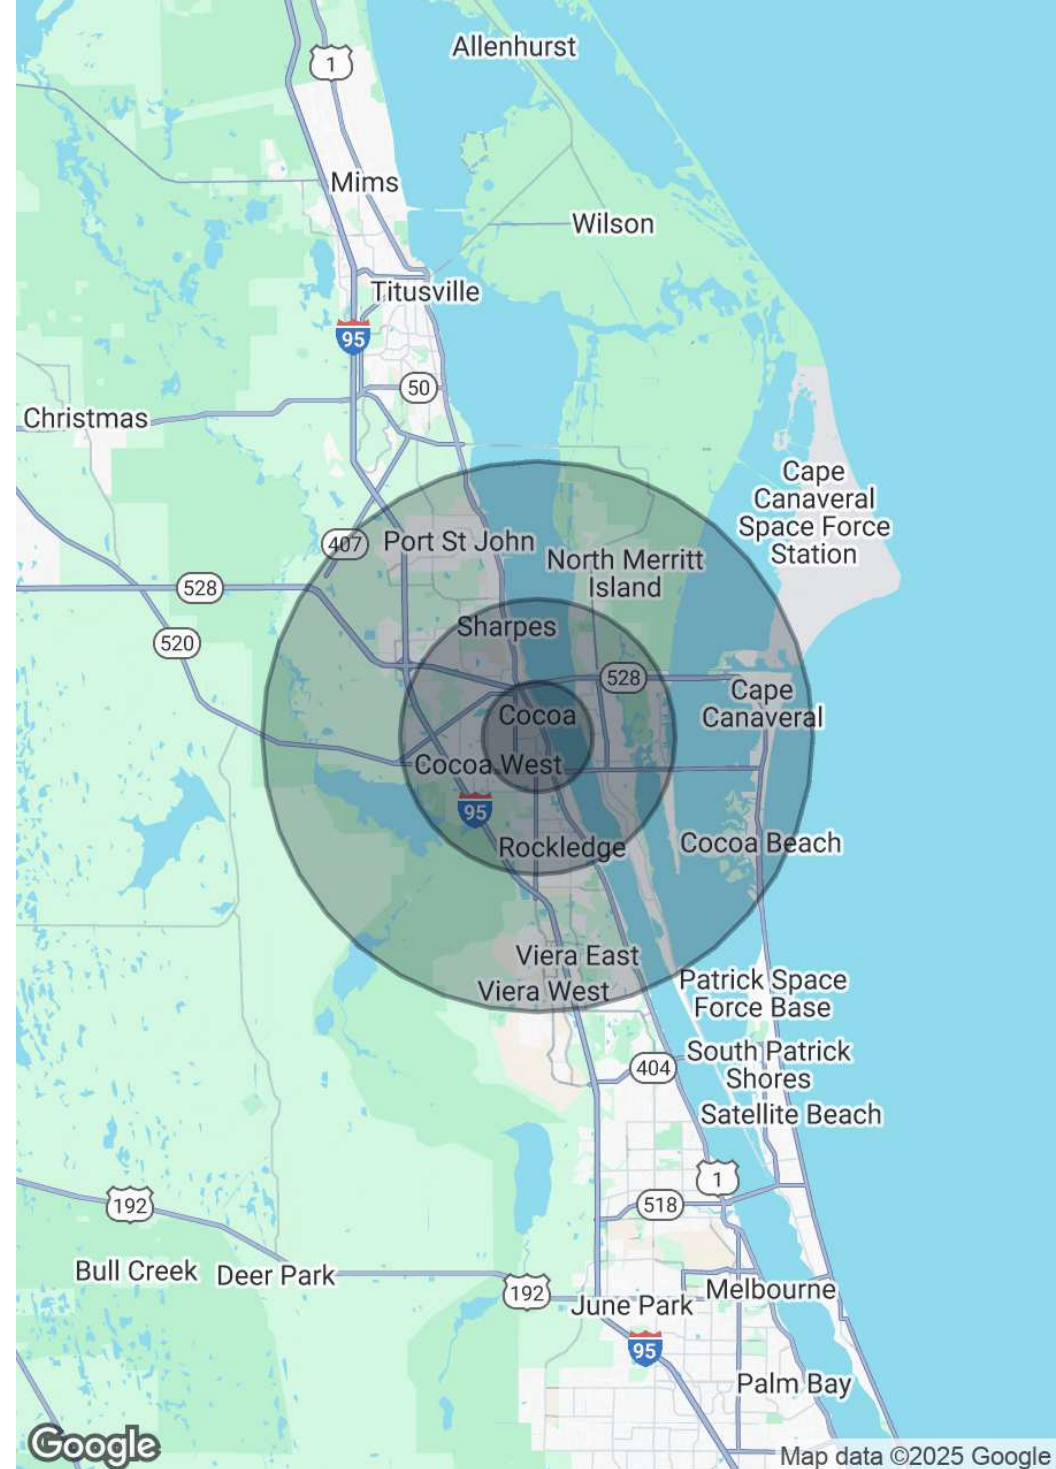 Allenhurst
1
Mims
Wilson
Titusville
95
50
Christmas
Cape
Canaveral
Space Force
Station
407
Port St John
North Merritt
Island
528
Sharpes
520
528
Cape
Canaveral
Cocoa
Cocoa West
95
Rockledge
Cocoa Beach
Viera East
Viera West
Patrick Space
Force Base
South Patrick
Shores
404
Satellite Beach
1
192
518
Bull Creek
Deer Park
192
June Park
Melbourne
95
Palm Bay
Google
Map data ©2025 Google